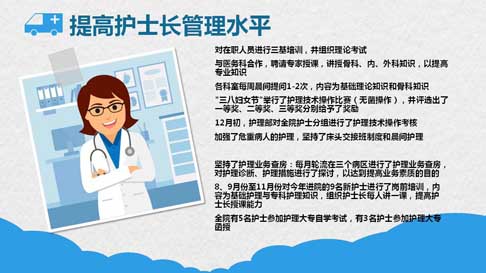 提高护士长管理水平
对在职人员进行三基培训，并组织理论考试
与医务科合作，聘请专家授课，讲授骨科、内、外科知识，以提高
专业知识
各科室每周晨间提问1-2次，内容为基础理论知识和骨科知识
"三八妇女节"举行了护理技术操作比赛（无菌操作），并评选出了
一等奖、二等奖、三等奖分别给予了奖励
12月初，护理部对全院护士分组进行了护理技术操作考核
加强了危重病人的护理，坚持了床头交接班制度和晨间护理
坚持了护理业务查房：每月轮流在三个病区进行了护理业务查房，
对护理诊断、护理措施进行了探讨，以达到提高业务素质的目的
8、9月份至11月份对今年进院的9名新护士进行了岗前培训，内
容为基础护理与专科护理知识，组织护士长每人讲一课，提高护
士长授课能力
全院有5名护士参加护理大专自学考试，有3名护士参加护理大专
函授